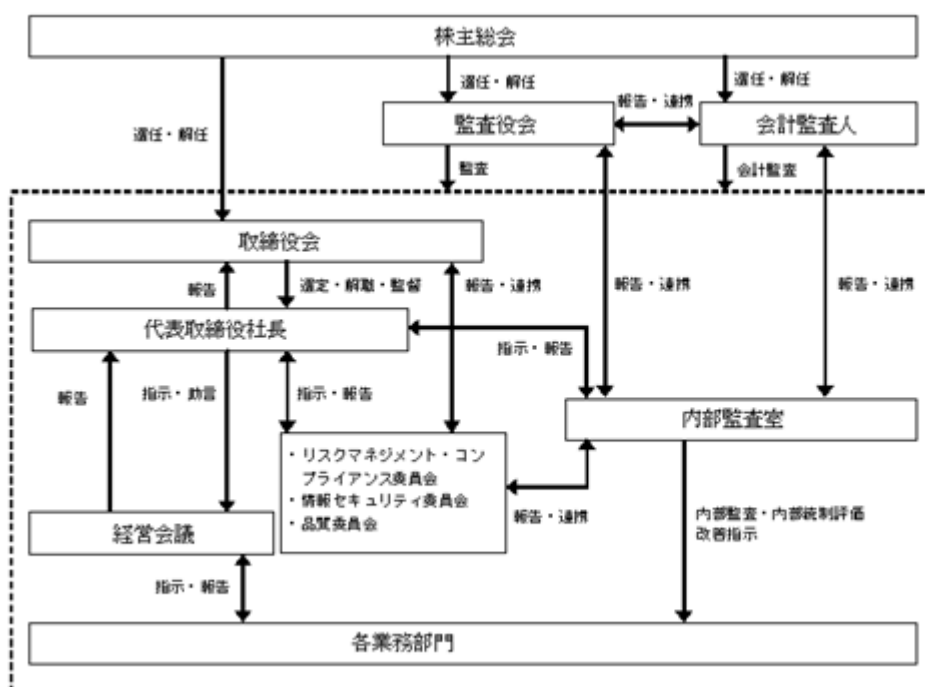 株主総会
選任・解任
選任・解任
選任・解任
報告・連携
監査役会
会計監査人
監査
会計監査
取締役会
報告
選定・解職・監督
報告・連携
報告・連携
報告・連携
代表取締役社長
指示・報告
報告
指示・助言
指示・報告
内部監査室
・リスクマネジメント・コン
プライアンス委員会
・情報セキュリティ委員会
・品質委員会
報告・連携
内部監査・内部統制評価
改善指示
経営会議
指示・報告
各業務部門